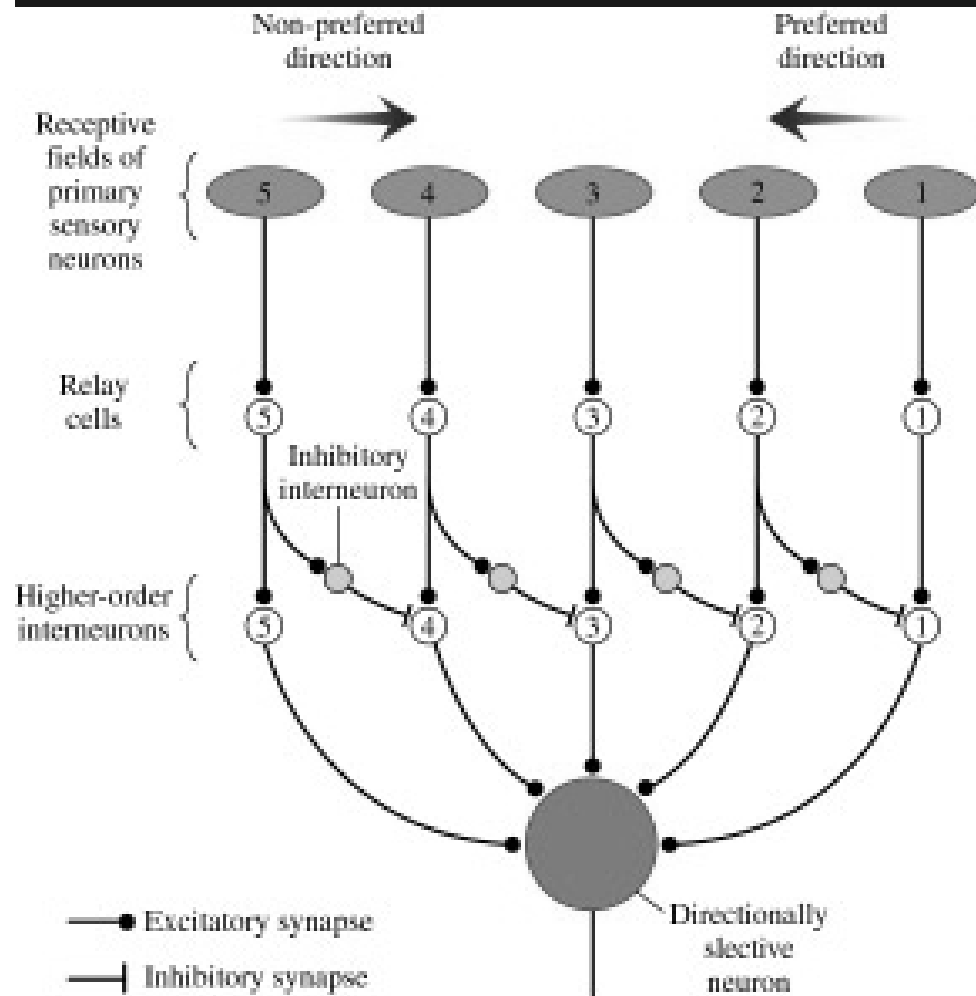 Non-preferred
direction
Preferred
direction
Receptive
fields of
primary
sensory
neurons
5 4 3 2 1
Relay
cells
5 4 3 2 1
Inhibitory
interneuron
Higher-order
interneurons
5 4 3 2 1
Excitatory synapse
Inhibitory synapse
Directionally
slective
neuron